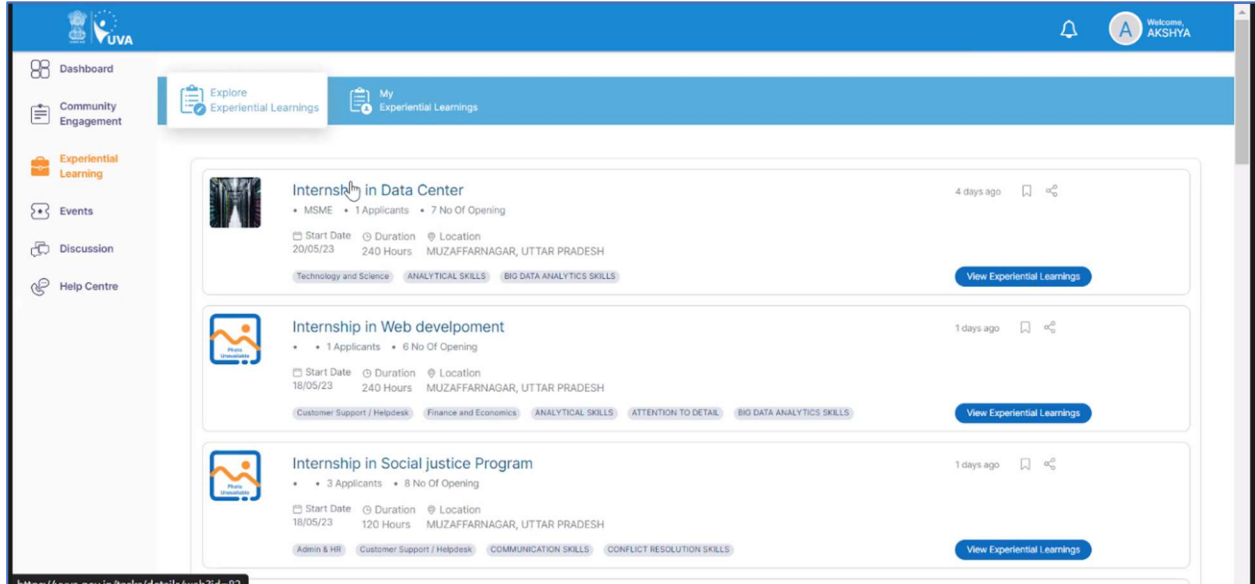 UVA
Welcome,
A AKSHYA
Dashboard
Community
Engagement
Experiential
Learning
Events
Discussion
Help Centre
Explore
Experiential Learnings
My
Experiential Learnings
Internship in Data Center
4 days ago
• MSME • 1 Applicants • 7 No Of Opening
Start Date Duration Location
20/05/23 240 Hours MUZAFFARNAGAR, UTTAR PRADESH
Technology and Science ANALYTICAL SKILLS BIG DATA ANALYTICS SKILLS
View Experiential Learnings
Photo
Unavailable
Internship in Web develpoment
1 days ago
• • 1 Applicants • 6 No Of Opening
Start Date Duration Location
18/05/23 240 Hours MUZAFFARNAGAR, UTTAR PRADESH
Customer Support / Helpdesk Finance and Economics ANALYTICAL SKILLS ATTENTION TO DETAIL BIG DATA ANALYTICS SKILLS
View Experiential Learnings
Photo
Unavailable
Internship in Social justice Program
1 days ago
• • 3 Applicants • 8 No Of Opening
Start Date Duration Location
18/05/23 120 Hours MUZAFFARNAGAR, UTTAR PRADESH
Admin & HR Customer Support / Helpdesk COMMUNICATION SKILLS CONFLICT RESOLUTION SKILLS
View Experiential Learnings